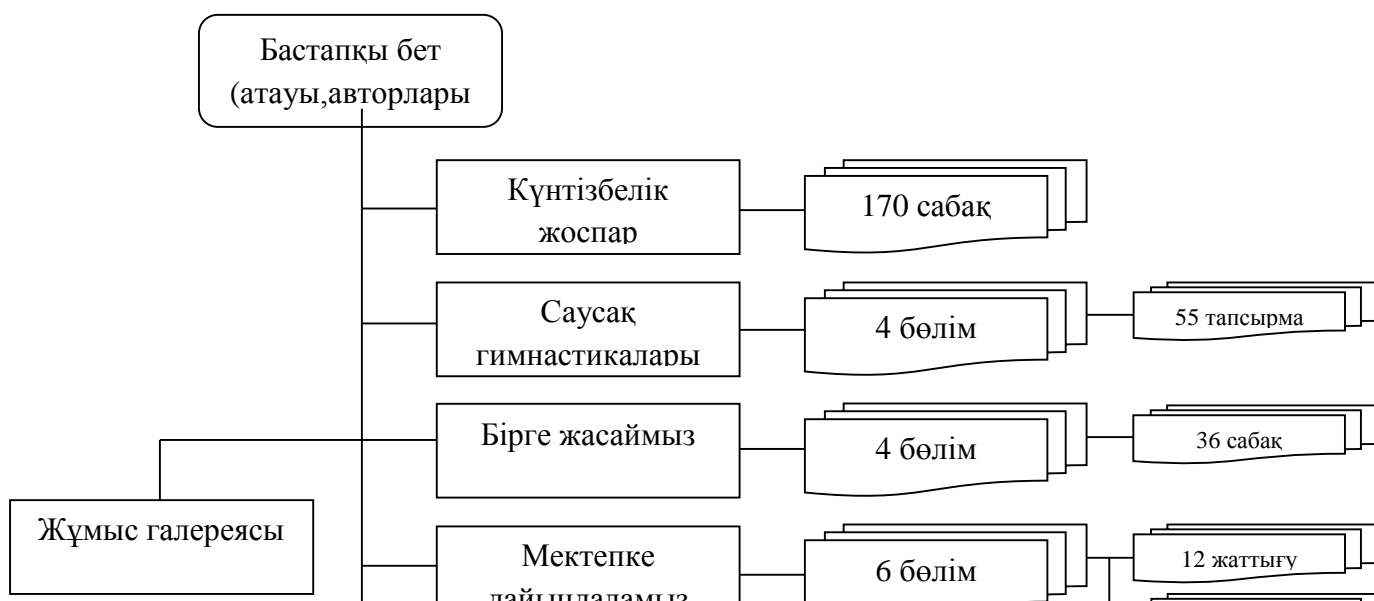 Бастапқы бет
(атауы,авторлары
Күнтізбелік
жоспар
170 сабақ
Саусақ
гимнастикалары
4 бөлім
55 тапсырма
Бірге жасаймыз
4 бөлім
36 сабақ
Жұмыс галереясы
Мектепке
6 бөлім
12 жаттығу